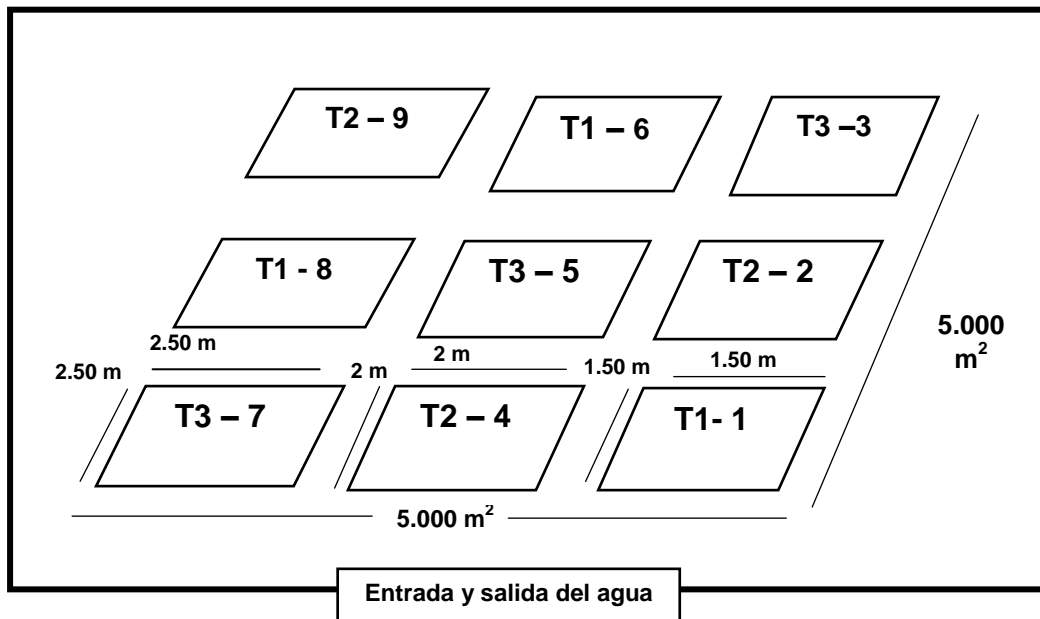 T2 – 9
T1 – 6
T3 –3
T1 - 8
T3 – 5
T2 – 2
5.000
m²
2.50 m
2 m
1.50 m
2.50 m
2 m
1.50 m
T3 – 7
T2 – 4
T1- 1
5.000 m²
Entrada y salida del agua